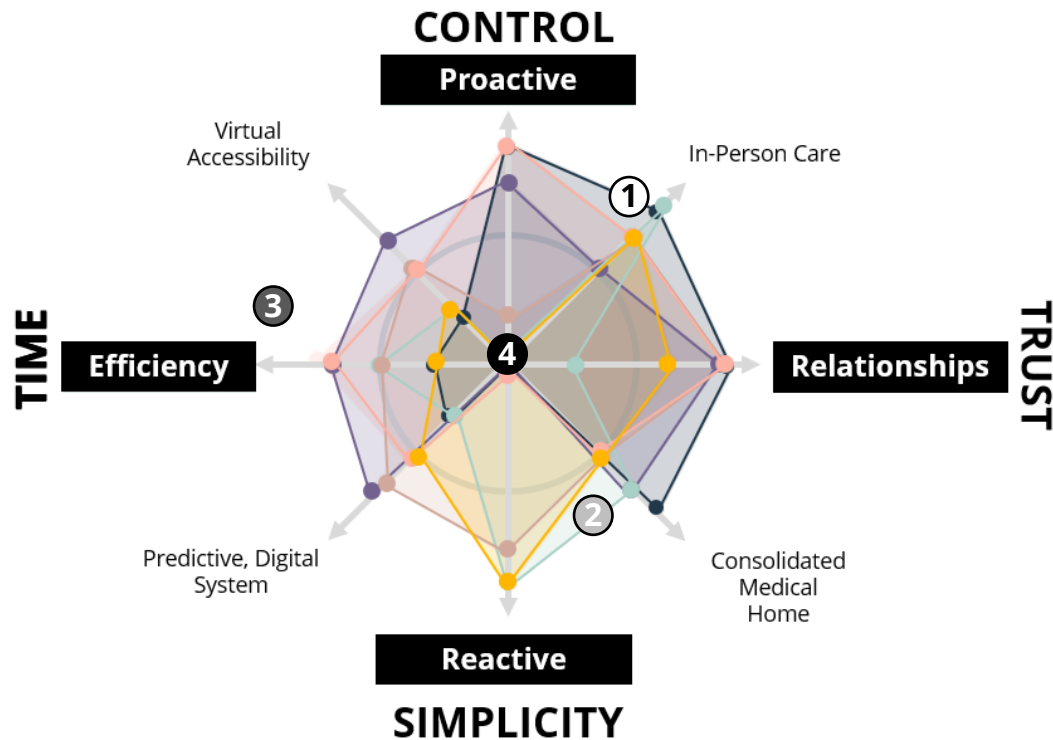 CONTROL
Proactive
Virtual
Accessibility
In-Person Care
1
3
TIME
Efficiency
4
Relationships
TRUST
2
Predictive, Digital
System
Consolidated
Medical
Home
Reactive
SIMPLICITY